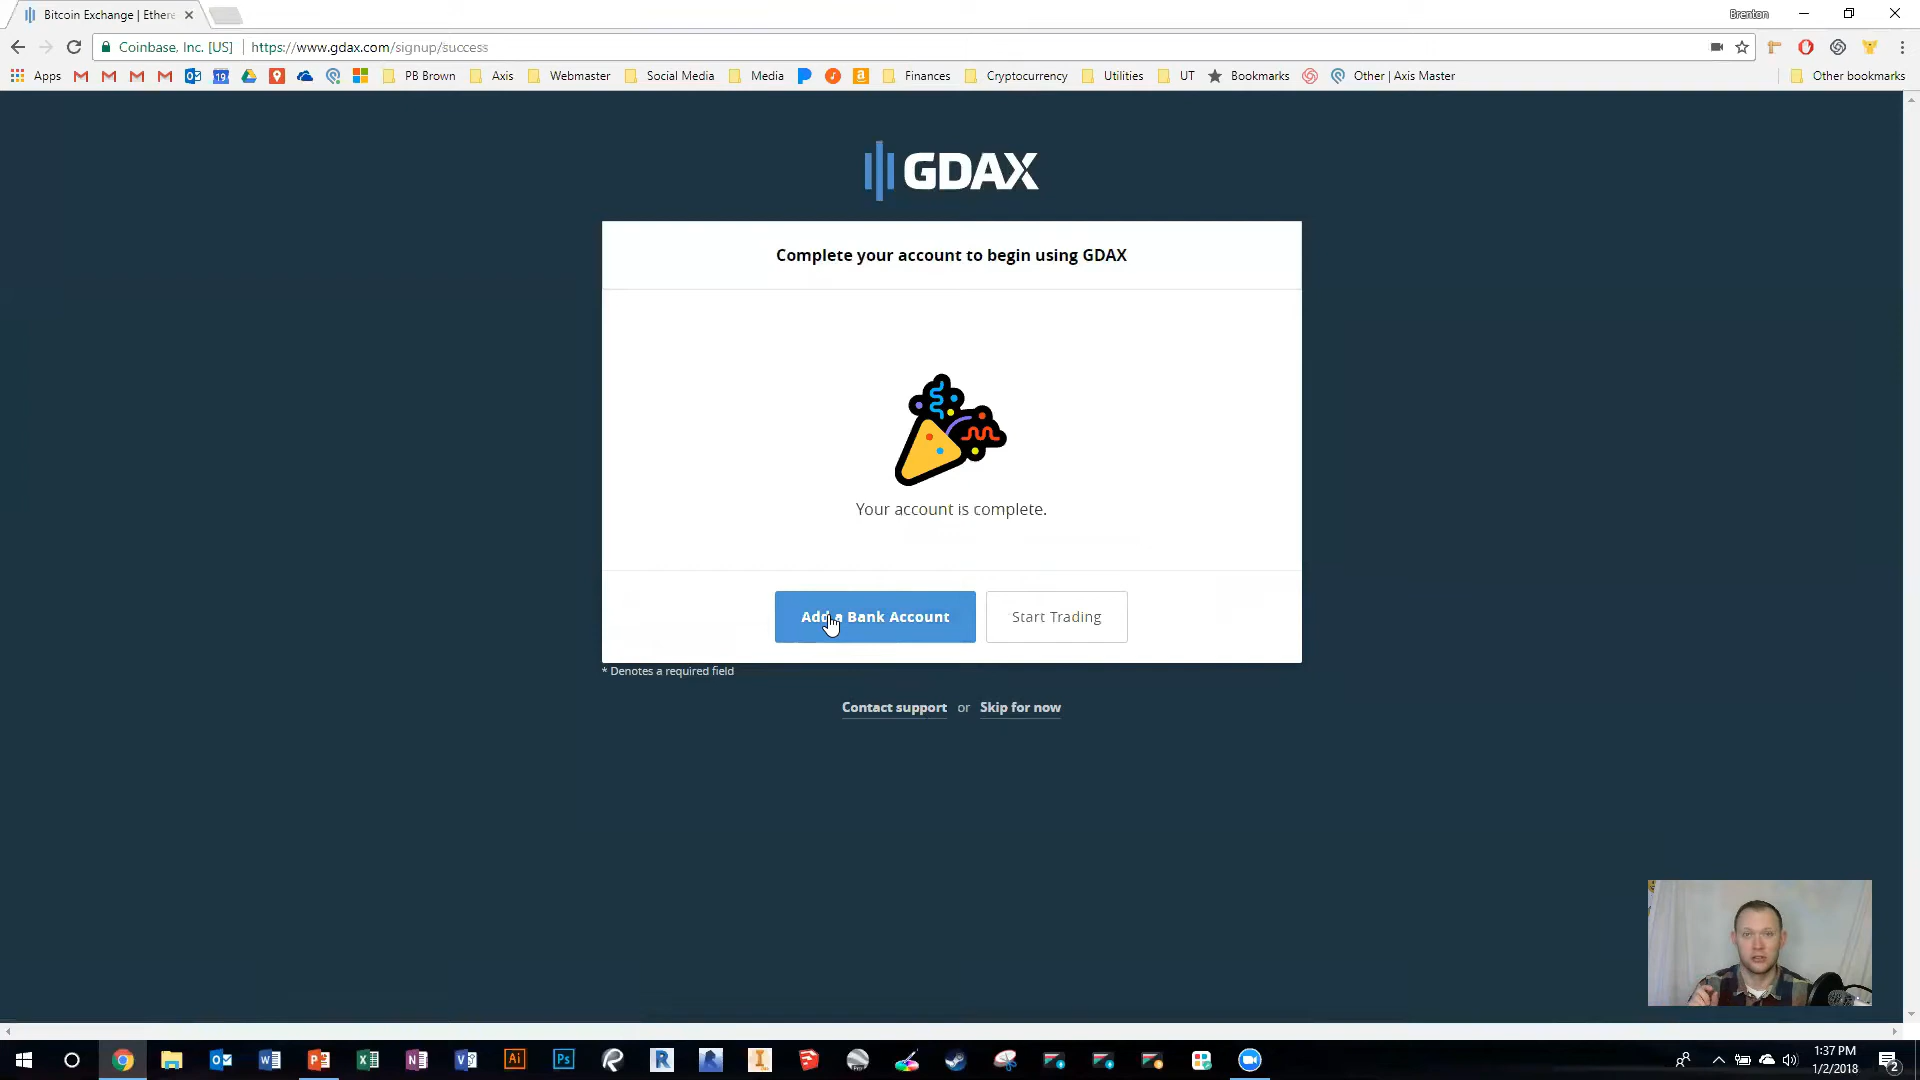 Bitcoin Exchange | Ethere
Brenton
Coinbase, Inc. [US]
https://www.gdax.com/signup/success
Apps
19
PB Brown
Axis
Webmaster
Social Media
Media
Finances
Cryptocurrency
Utilities
UT
Bookmarks
Other | Axis Master
Other bookmarks
GDAX
Complete your account to begin using GDAX
Your account is complete.
Add a Bank Account
Start Trading
* Denotes a required field
Contact support or Skip for now
1:37 PM
1/2/2018
2